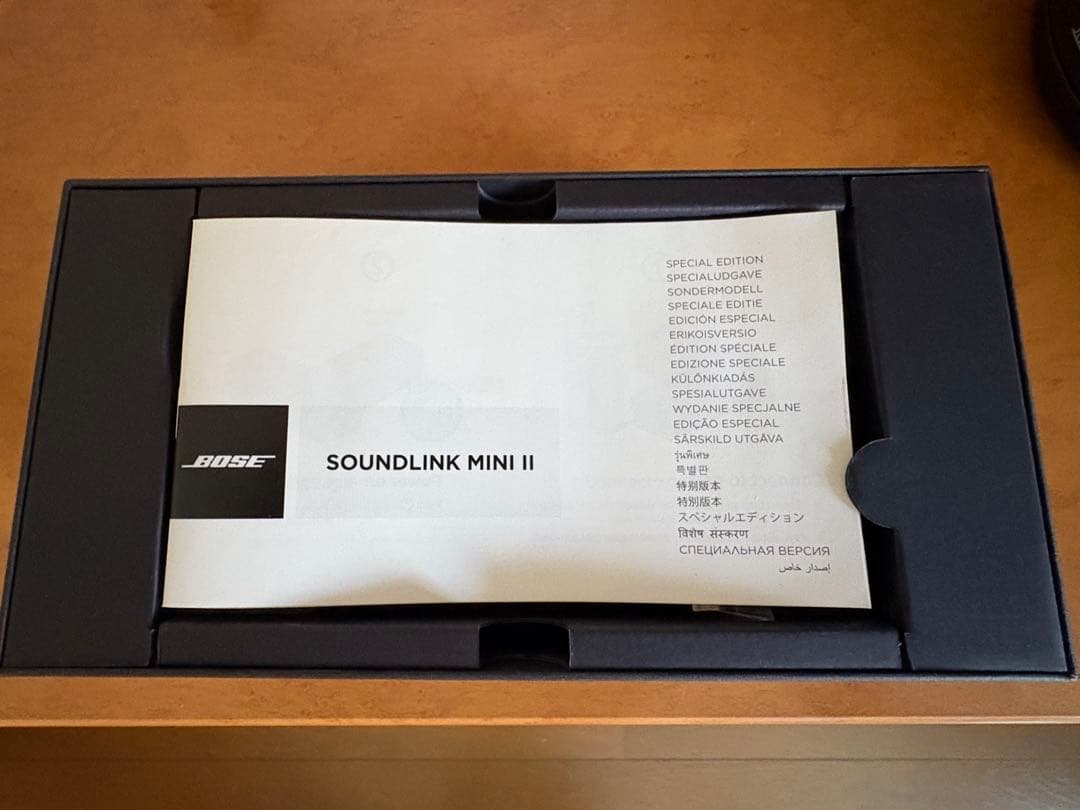 BOSE
SOUNDLINK MINI II
SPECIAL EDITION
SPECIALUDGAVE
SONDERMODELL
SPECIALE EDITIE
EDICIÓN ESPECIAL
ERIKOISVERSIO
ÉDITION SPÉCIALE
EDIZIONE SPECIALE
KÜLÖNKIADÁS
SPESIALUTGAVE
WYDANIE SPECJALNE
EDIÇÃO ESPECIAL
SÄRSKILD UTGÅVA
รุ่นพิเศษ
특별판
特别版本
特別版本
スペシャルエディション
विशेष संस्करण
СПЕЦИАЛЬНАЯ ВЕРСИЯ
إصدار خاص